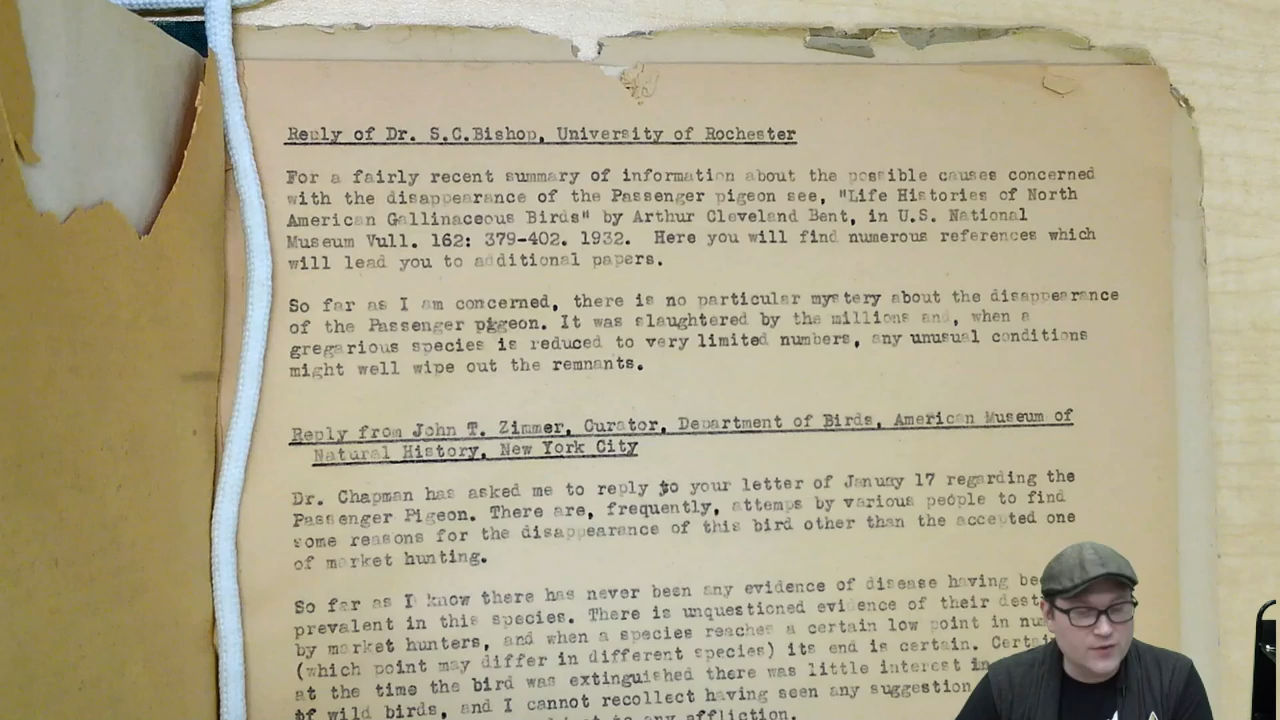 Reply of Dr. S.C.Bishop, University of Rochester
For a fairly recent summary of information about the possible causes concerned
with the disappearance of the Passenger pigeon see, "Life Histories of North
American Gallinaceous Birds" by Arthur Cleveland Bent, in U.S. National
Museum Vull. 162: 379-402. 1932. Here you will find numerous references which
will lead you to additional papers.
So far as I am concerned, there is no particular mystery about the disappearance
of the Passenger pigeon. It was slaughtered by the millions and, when a
gregarious species is reduced to very limited numbers, any unusual conditions
might well wipe out the remnants.
Reply from John T. Zimmer, Curator, Department of Birds, American Museum of
Natural History, New York City
Dr. Chapman has asked me to reply to your letter of Januay 17 regarding the
Passenger Pigeon. There are, frequently, attemps by various people to find
some reasons for the disappearance of this bird other than the accepted one
of market hunting.
So far as I know there has never been any evidence of disease having
prevalent in this species. There is unquestioned evidence of their
by market hunters, and when a species reaches a certain low point in
(which point may differ in different species) its end is certain.
at the time the bird was extinguished there was little interest in
of wild birds, and I cannot recollect having seen any suggestion
to any affliction.